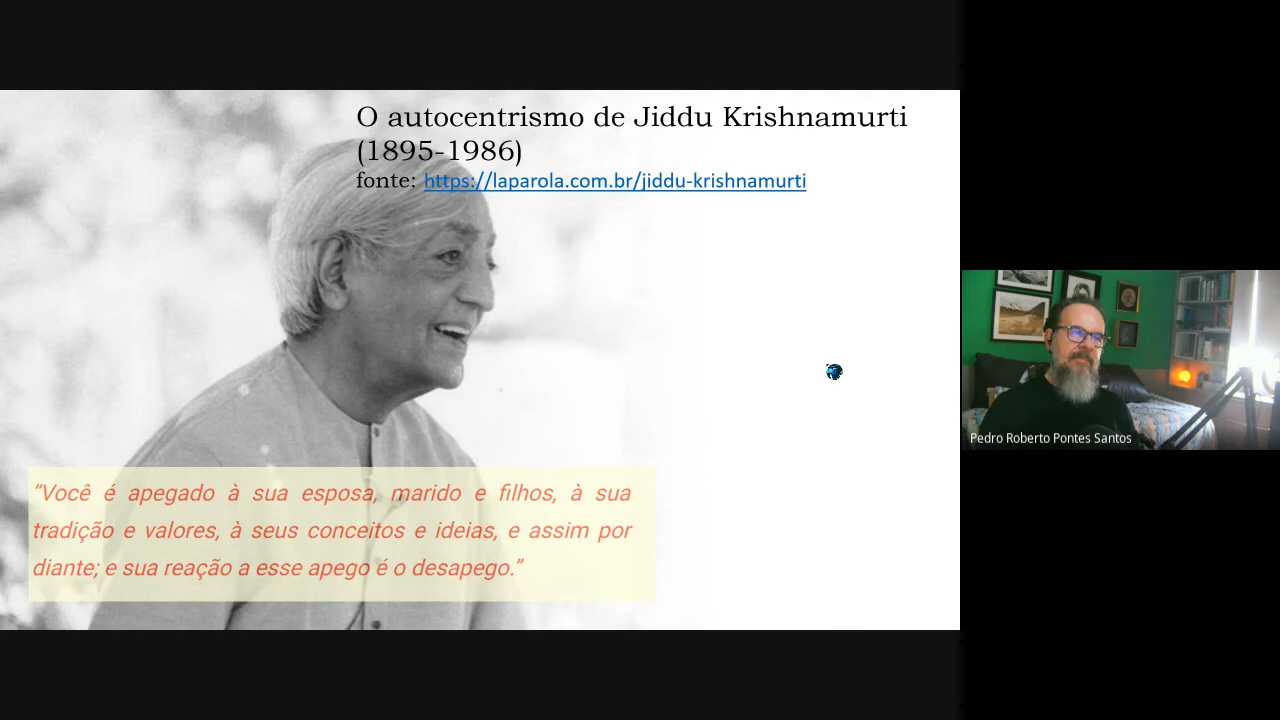 O autocentrismo de Jiddu Krishnamurti
(1895-1986)
fonte: https://laparola.com.br/jiddu-krishnamurti
“Você é apegado à sua esposa, marido e filhos, à sua
tradição e valores, à seus conceitos e ideias, e assim por
diante; e sua reação a esse apego é o desapego.”
Pedro Roberto Pontes Santos